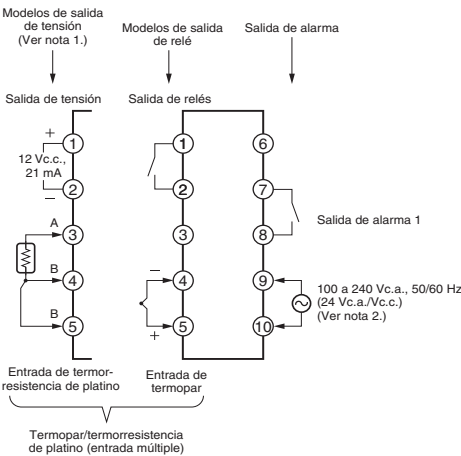 Modelos de salida
de tensión
(Ver nota 1.)
Modelos de salida
de relé
Salida de alarma
Salida de tensión
Salida de relés
+
1
12 Vc.c.,
21 mA
2
−
A
3
B
4
B
5
1
2
3
−
4
+
5
6
7
8
Salida de alarma 1
9
10
100 a 240 Vc.a., 50/60 Hz
(24 Vc.a./Vc.c.)
(Ver nota 2.)
Entrada de termor-
resistencia de platino
Entrada de
termopar
Termopar/termorresistencia
de platino (entrada múltiple)